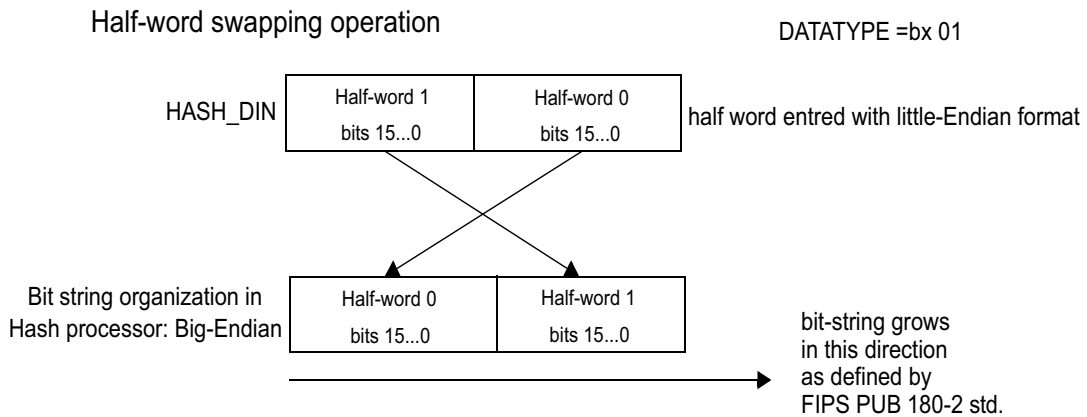 Half-word swapping operation
DATATYPE =bx 01
HASH_DIN
Half-word 1
bits 15...0
Half-word 0
bits 15...0
half word entred with little-Endian format
Bit string organization in
Hash processor: Big-Endian
Half-word 0
bits 15...0
Half-word 1
bits 15...0
bit-string grows
in this direction
as defined by
FIPS PUB 180-2 std.